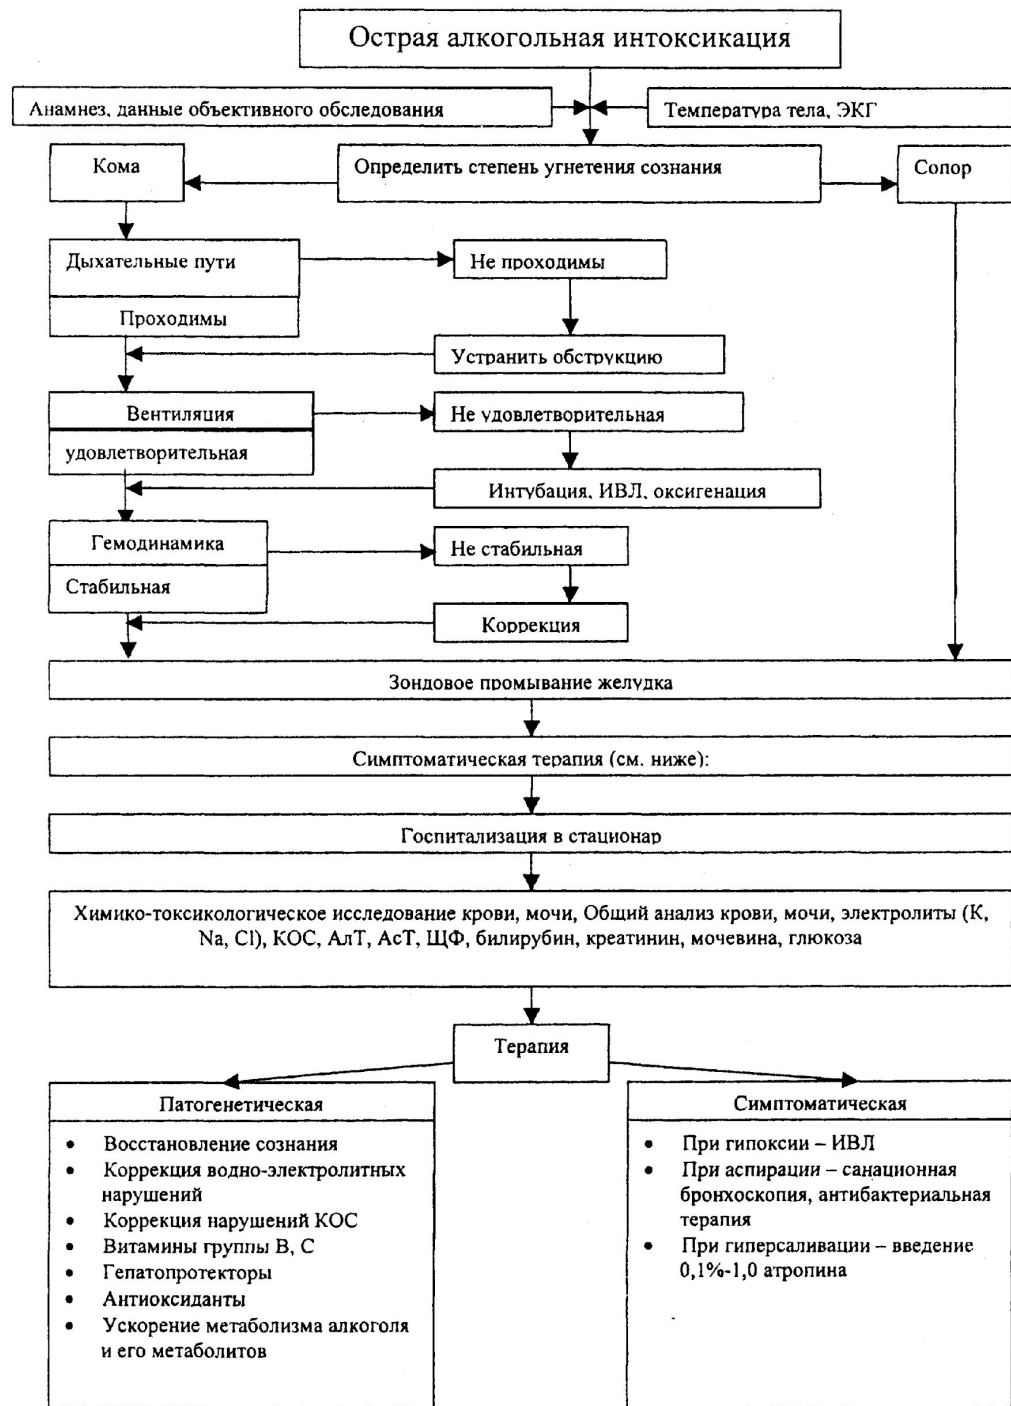 Острая алкогольная интоксикация
Анамнез, данные объективного обследования
Температура тела, ЭКГ
Кома
Определить степень угнетения сознания
Сопор
Дыхательные пути
Не проходимы
Проходимы
Устранить обструкцию
Вентиляция
Не удовлетворительная
удовлетворительная
Интубация, ИВЛ, оксигенация
Гемодинамика
Не стабильная
Стабильная
Коррекция
Зондовое промывание желудка
Симптоматическая терапия (см. ниже):
Госпитализация в стационар
Химико-токсикологическое исследование крови, мочи, Общий анализ крови, мочи, электролиты (К,
Na, Cl), КОС, АлТ, АсТ, ЩФ, билирубин, креатинин, мочевина, глюкоза
Терапия
Патогенетическая
• Восстановление сознания
• Коррекция водно-электролитных
нарушений
• Коррекция нарушений КОС
• Витамины группы В, С
• Гепатопротекторы
• Антиоксиданты
• Ускорение метаболизма алкоголя
и его метаболитов
Симптоматическая
• При гипоксии – ИВЛ
• При аспирации – санационная
бронхоскопия, антибактериальная
терапия
• При гиперсаливации – введение
0,1%-1,0 атропина